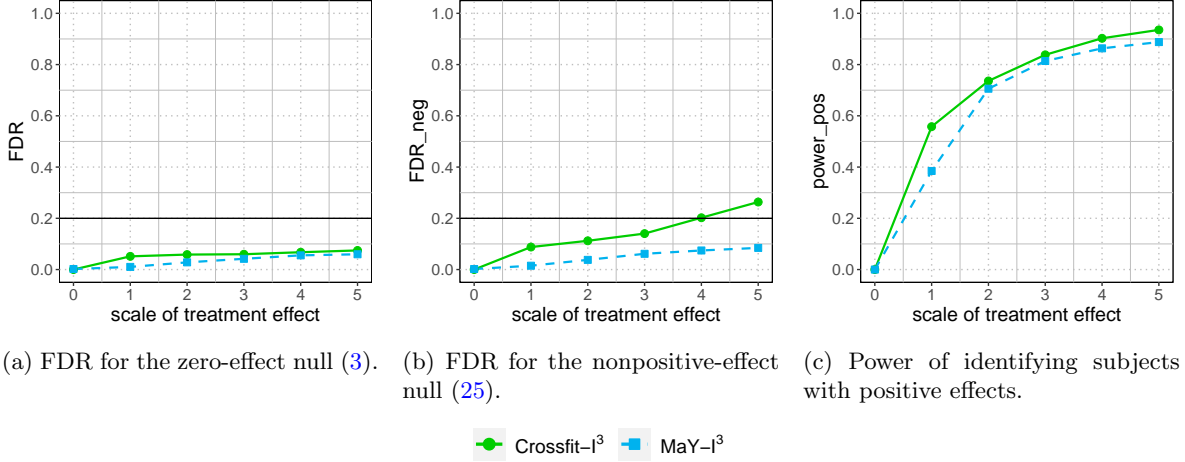 FDR
1.0
0.8
0.6
0.4
0.2
0.0
0 1 2 3 4 5
scale of treatment effect
FDR_neg
1.0
0.8
0.6
0.4
0.2
0.0
0 1 2 3 4 5
scale of treatment effect
power_pos
1.0
0.8
0.6
0.4
0.2
0.0
0 1 2 3 4 5
scale of treatment effect
(a) FDR for the zero-effect null (3).
(b) FDR for the nonpositive-effect
null (25).
(c) Power of identifying subjects
with positive effects.
Crossfit−I³ MaY−I³